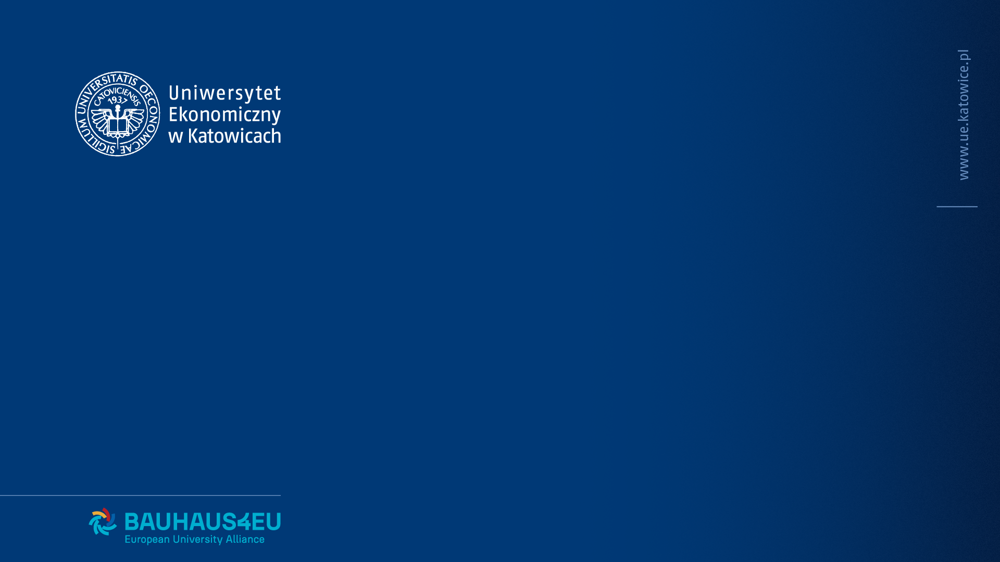 SIGILLUM UNIVERSITATIS OECONOMICAE
CATOVICIENSIS
1937
Uniwersytet
Ekonomiczny
w Katowicach
www.ue.katowice.pl
BAUHAUS4EU
European University Alliance